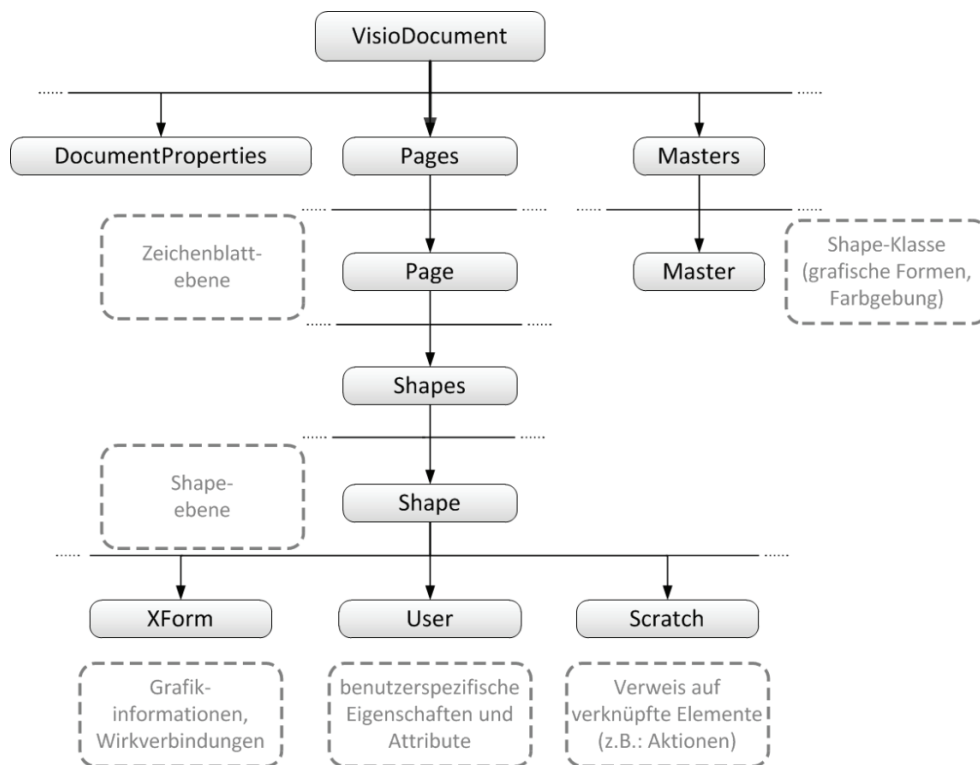 VisioDocument
DocumentProperties
Pages
Masters
Zeichenblatt-
ebene
Page
Master
Shape-Klasse
(grafische Formen,
Farbgebung)
Shapes
Shape-
ebene
Shape
XForm
User
Scratch
Grafik-
informationen,
Wirkverbindungen
benutzerspezifische
Eigenschaften und
Attribute
Verweis auf
verknüpfte Elemente
(z.B.: Aktionen)